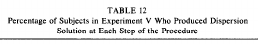 TABLE 12
Percentage of Subjects in Experiment V Who Produced Dispersion
Solution at Each Step of the Procedure